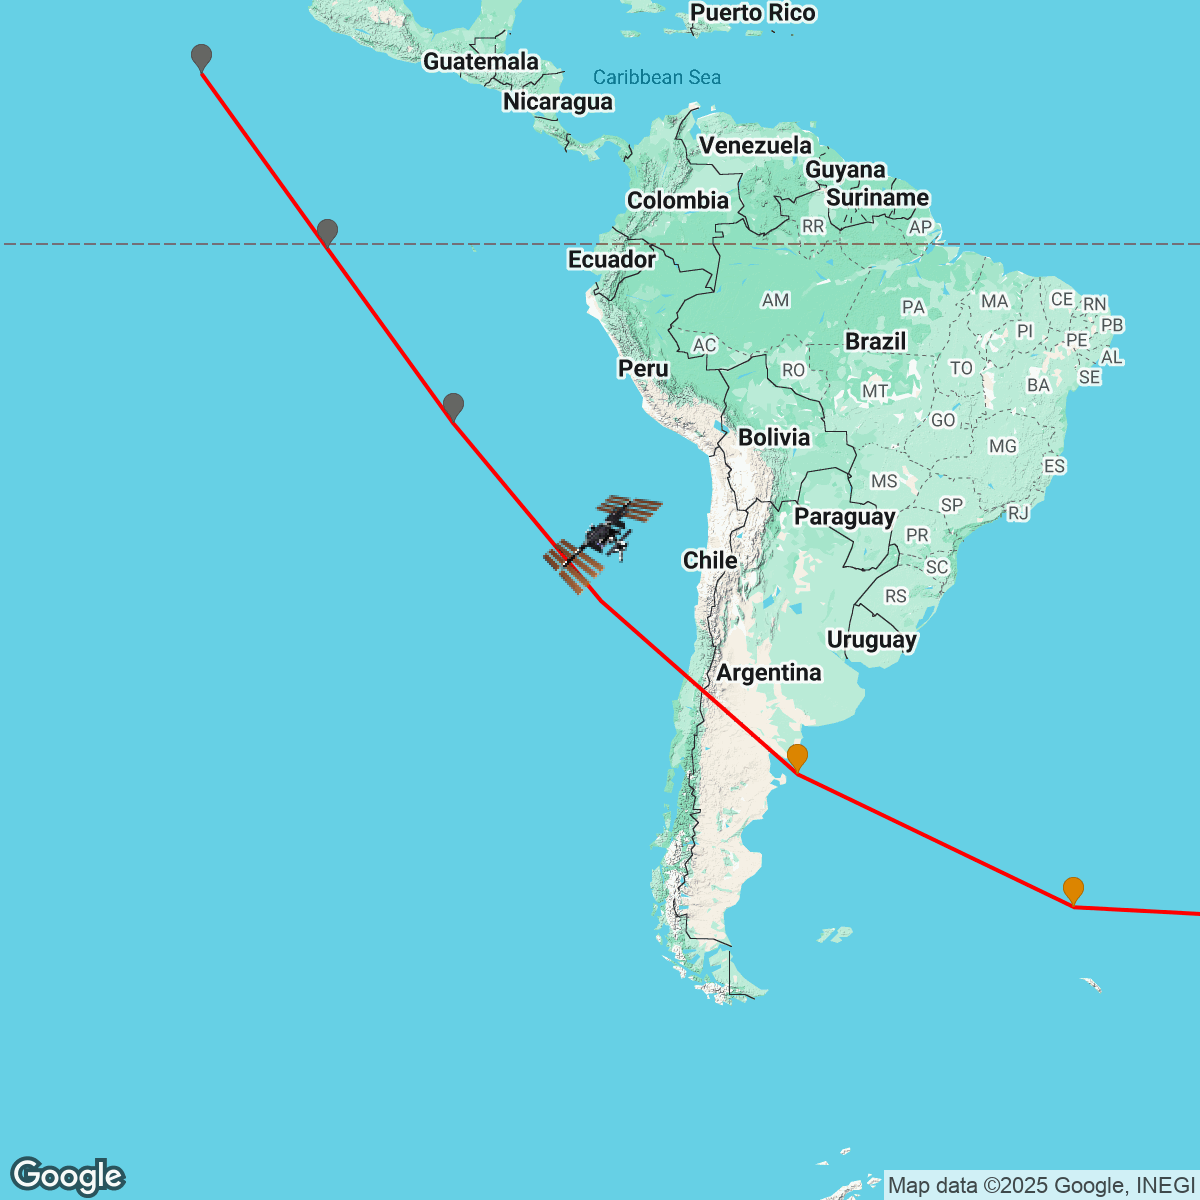 Puerto Rico
Guatemala
Caribbean Sea
Nicaragua
Venezuela
Guyana
Colombia
Suriname
RR
AP
Ecuador
AM
PA
MA
CE
RN
PI
PB
Peru
AC
Brazil
PE
AL
RO
TO
SE
MT
BA
GO
Bolivia
MG
ES
MS
SP
RJ
Paraguay
PR
Chile
SC
RS
Uruguay
Argentina
Google
Map data ©2025 Google, INEGI